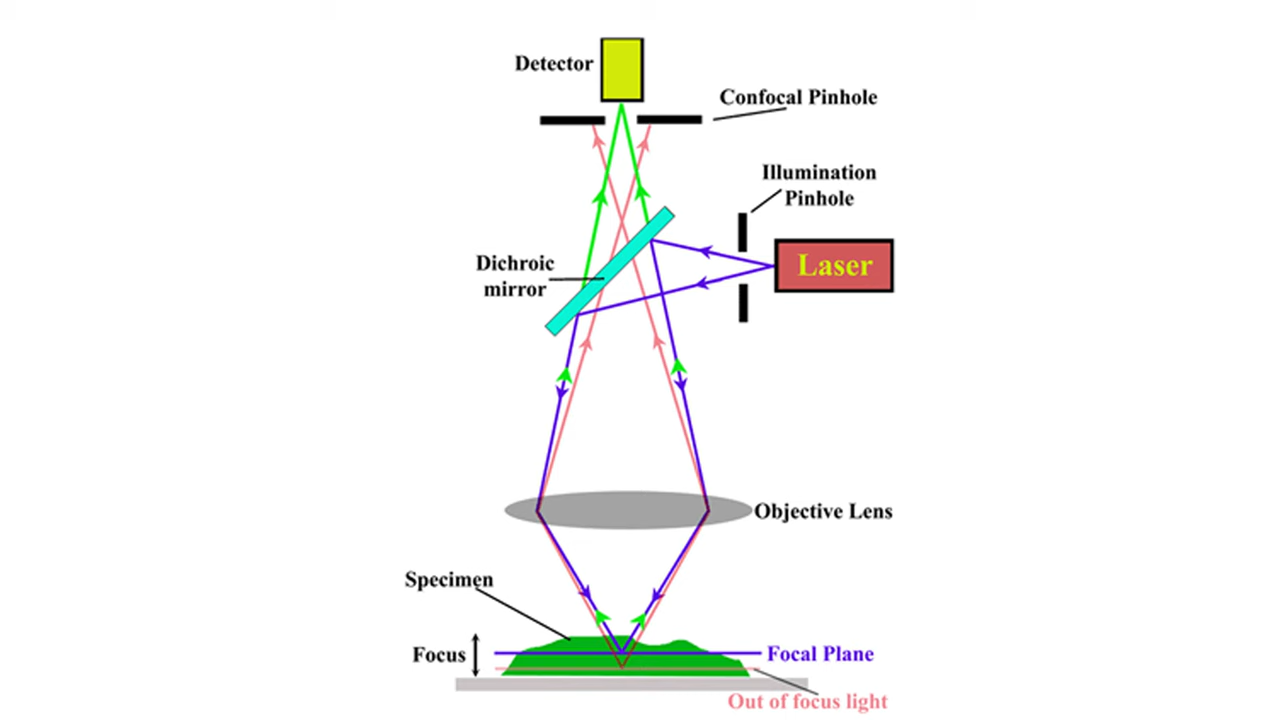 Detector
Confocal Pinhole
Illumination
Pinhole
Dichroic
mirror
Laser
Objective Lens
Specimen
Focus
Focal Plane
Out of focus light